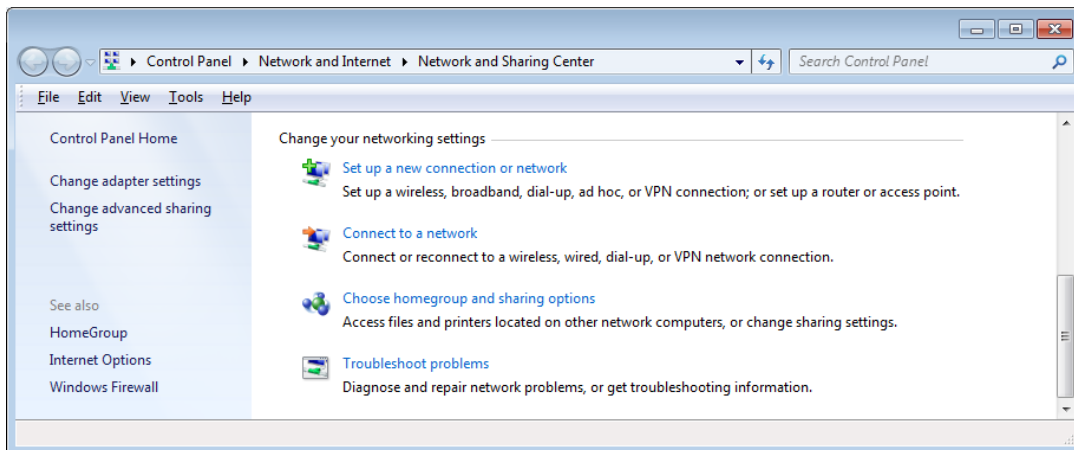 Control Panel Network and Internet Network and Sharing Center Search Control Panel
File Edit View Tools Help
Control Panel Home
Change adapter settings
Change advanced sharing
settings
See also
HomeGroup
Internet Options
Windows Firewall
Change your networking settings
Set up a new connection or network
Set up a wireless, broadband, dial-up, ad hoc, or VPN connection; or set up a router or access point.
Connect to a network
Connect or reconnect to a wireless, wired, dial-up, or VPN network connection.
Choose homegroup and sharing options
Access files and printers located on other network computers, or change sharing settings.
Troubleshoot problems
Diagnose and repair network problems, or get troubleshooting information.